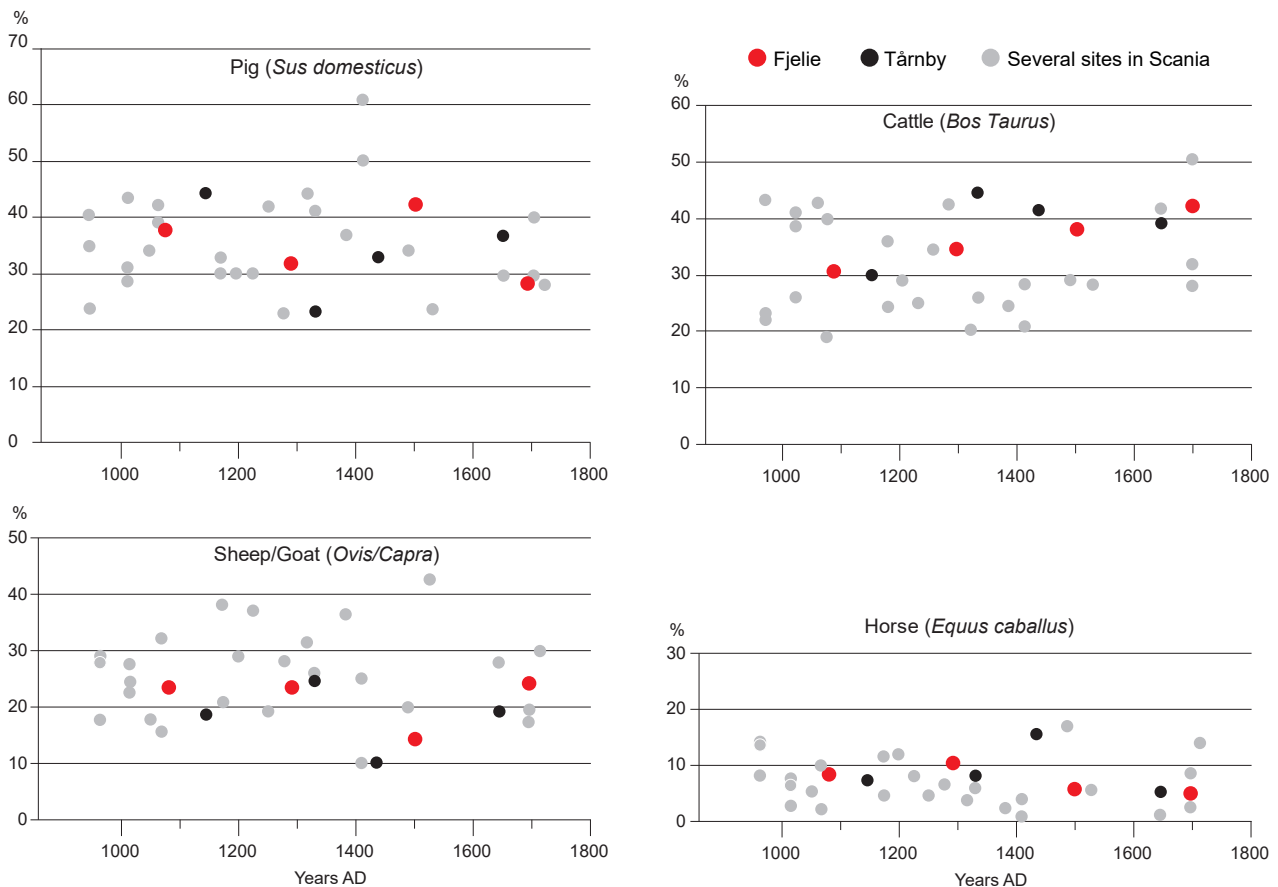 %
70
Pig (Sus domesticus)
60
50
40
30
20
10
0
1000 1200 1400 1600 1800
Fjelie Tårnby Several sites in Scania
%
60
Cattle (Bos Taurus)
50
40
30
20
10
0
1000 1200 1400 1600 1800
%
50
Sheep/Goat (Ovis/Capra)
40
30
20
10
0
1000 1200 1400 1600 1800
Years AD
%
Horse (Equus caballus)
30
20
10
0
1000 1200 1400 1600 1800
Years AD